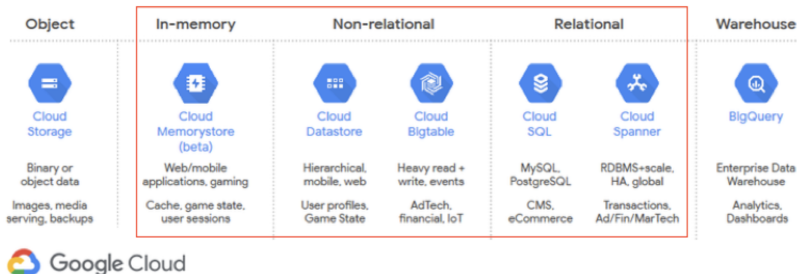 Object
In-memory
Non-relational
Relational
Warehouse
Cloud
Storage
Cloud
Memorystore
(beta)
Cloud
Datastore
Cloud
Bigtable
Cloud
SQL
Cloud
Spanner
BigQuery
Binary or
object data
Web/mobile
applications, gaming
Hierarchical,
mobile, web
Heavy read +
write, events
MySQL,
PostgreSQL
RDBMS+scale,
HA, global
Enterprise Data
Warehouse
Images, media
serving, backups
Cache, game state,
user sessions
User profiles,
Game State
AdTech,
financial, IoT
CMS,
eCommerce
Transactions,
Ad/Fin/MarTech
Analytics,
Dashboards
Google Cloud